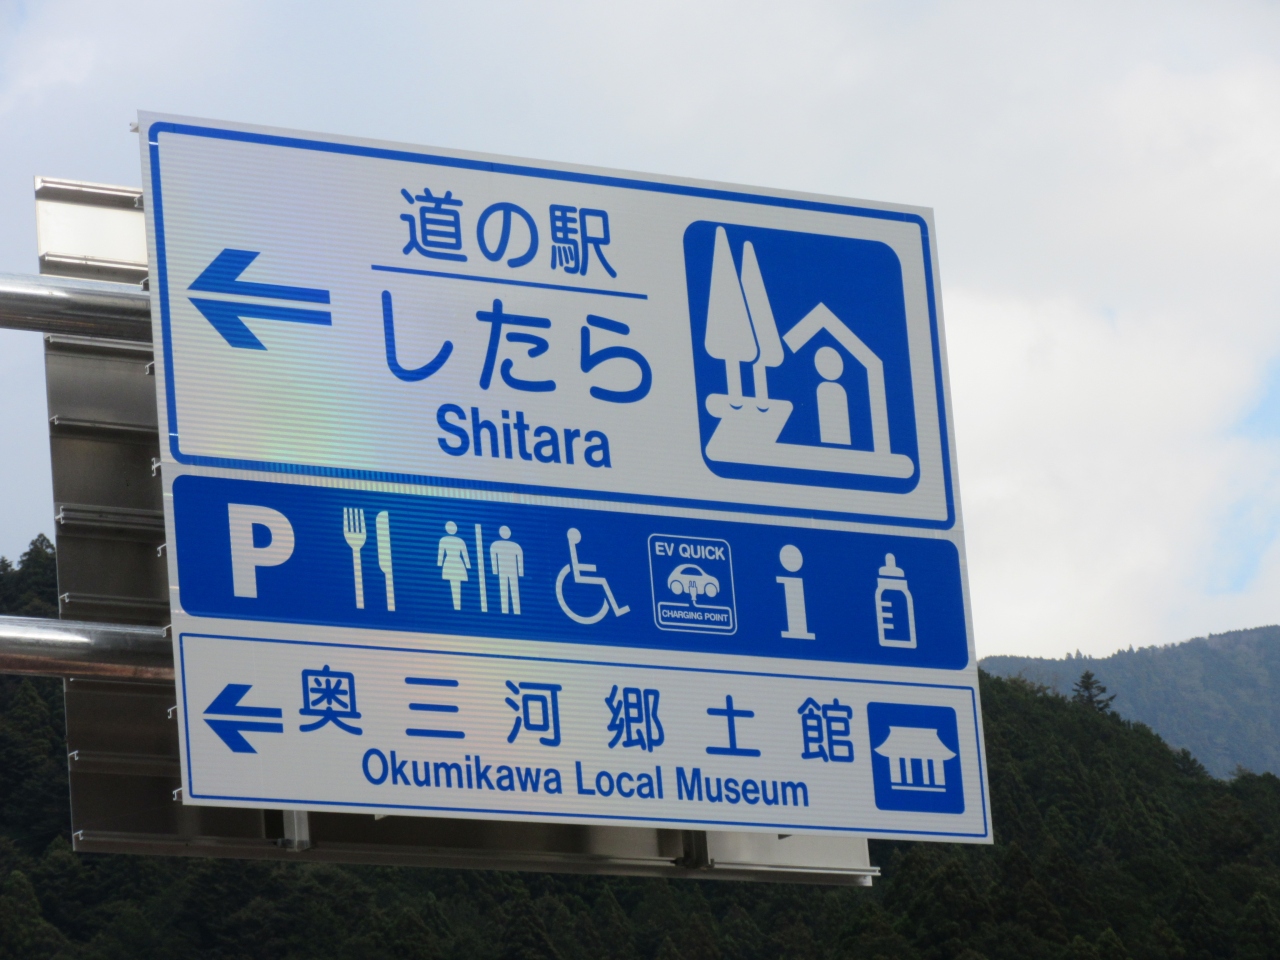 道の駅
したら
Shitara
P
EV QUICK
CHARGING POINT
i
奥三河郷土館
Okumikawa Local Museum